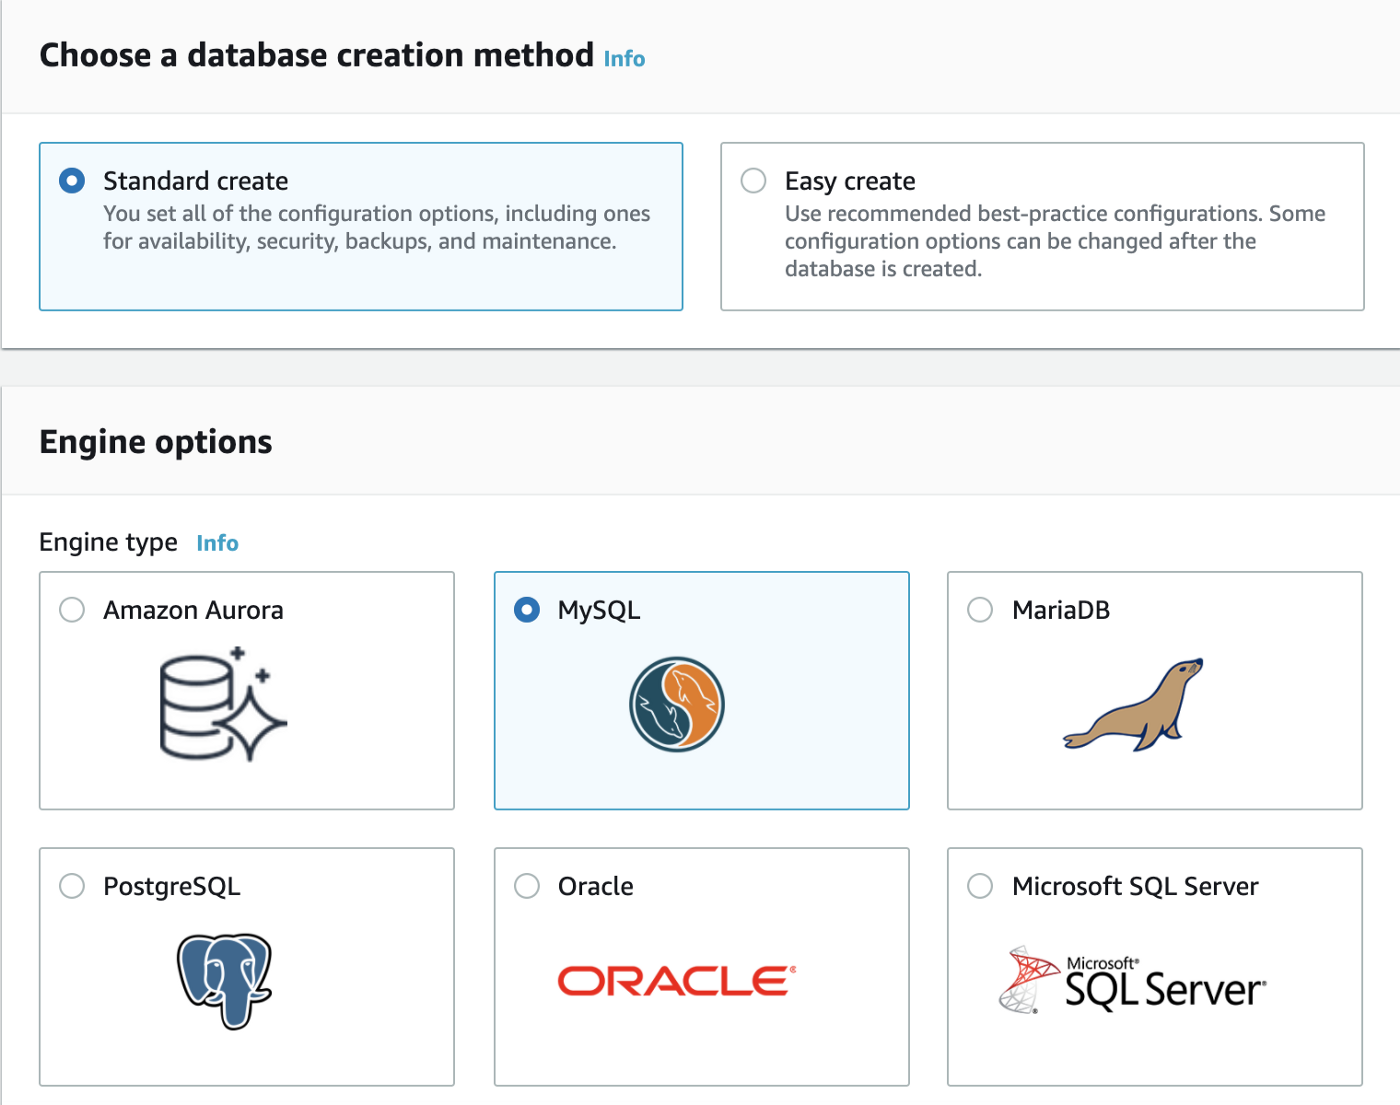 Choose a database creation method Info
Standard create
You set all of the configuration options, including ones
for availability, security, backups, and maintenance.
Easy create
Use recommended best-practice configurations. Some
configuration options can be changed after the
database is created.
Engine options
Engine type Info
Amazon Aurora
MySQL
MariaDB
PostgreSQL
Oracle
ORACLE®
Microsoft SQL Server
Microsoft®
SQL Server®